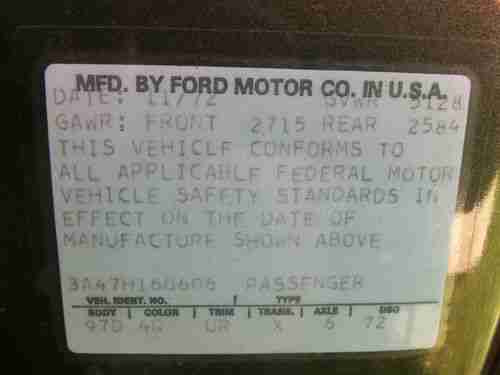 MFD. BY FORD MOTOR CO. IN U.S.A.
DATE: 11/72 GVWR 5128
GAWR: FRONT 2715 REAR 2584
THIS VEHICLE CONFORMS TO
ALL APPLICABLE FEDERAL MOTOR
VEHICLE SAFETY STANDARDS IN
EFFECT ON THE DATE OF
MANUFACTURE SHOWN ABOVE
3A47H160606 PASSENGER
VEH. IDENT. NO. TYPE
BODY COLOR TRIM TRANS. AXLE DSO
97D 4Q UR X 6 72